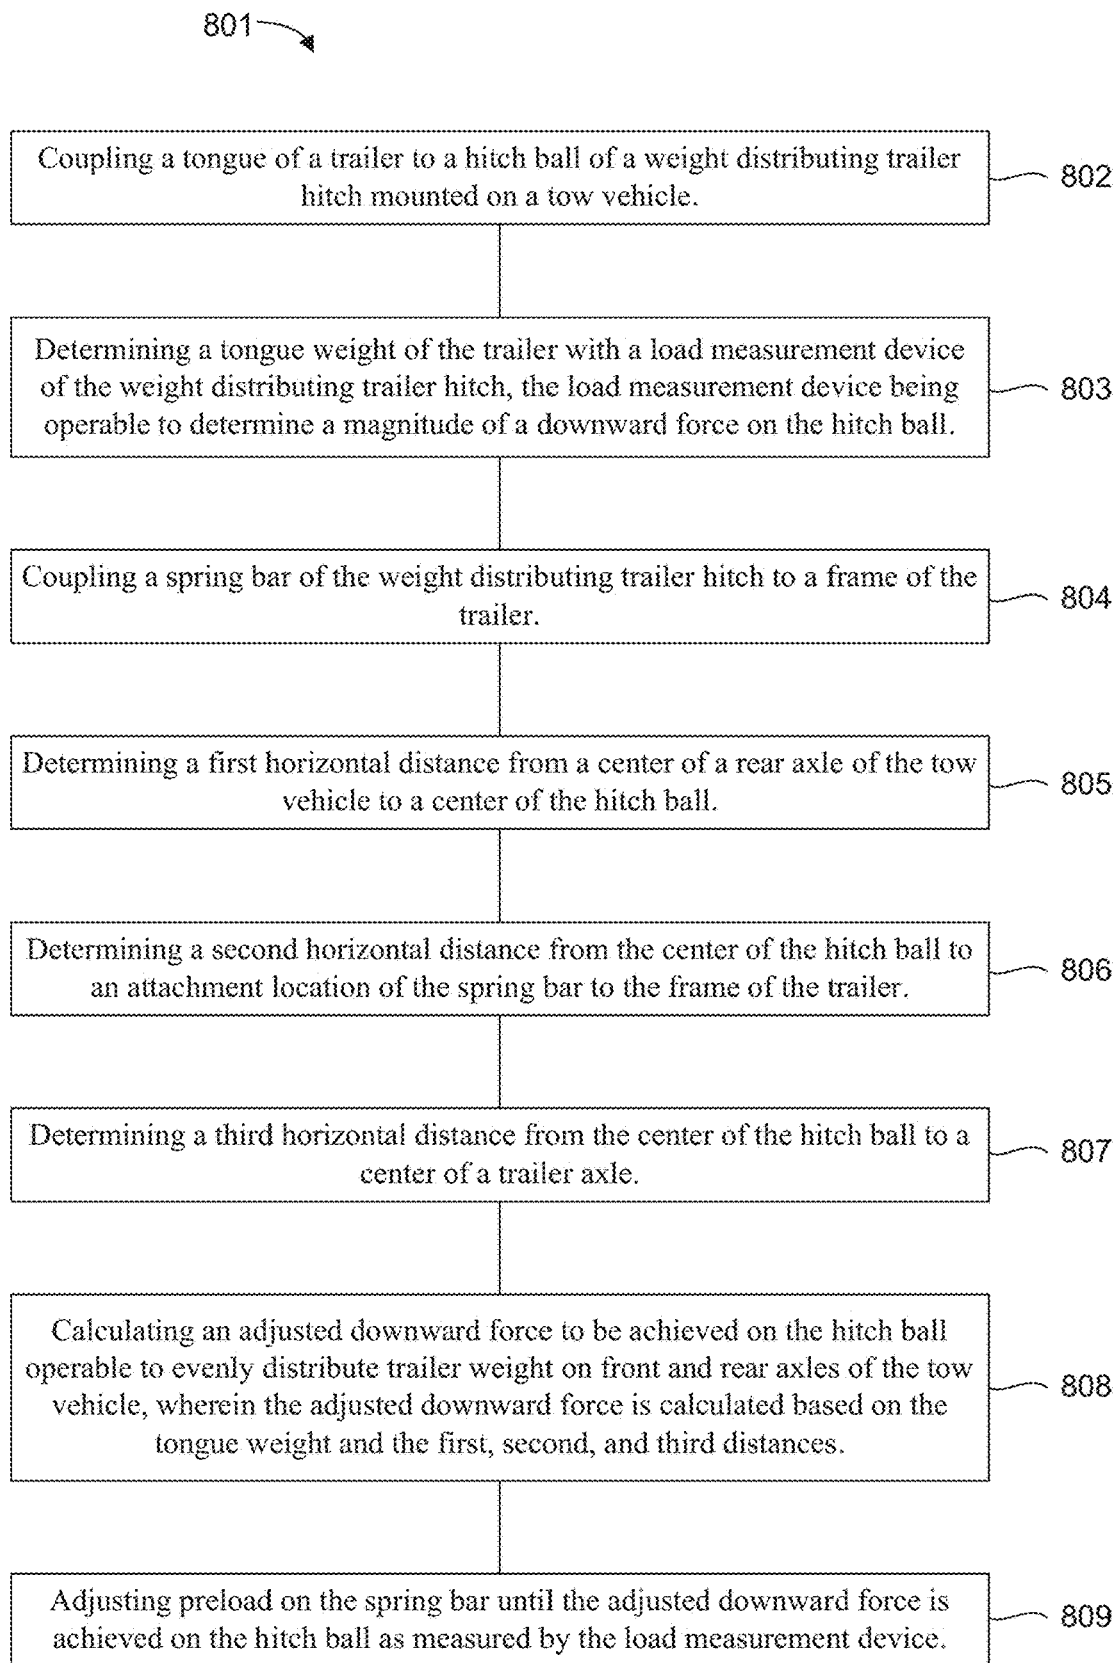 801
Coupling a tongue of a trailer to a hitch ball of a weight distributing trailer
hitch mounted on a tow vehicle.
802
Determining a tongue weight of the trailer with a load measurement device
of the weight distributing trailer hitch, the load measurement device being
operable to determine a magnitude of a downward force on the hitch ball.
803
Coupling a spring bar of the weight distributing trailer hitch to a frame of the
trailer.
804
Determining a first horizontal distance from a center of a rear axle of the tow
vehicle to a center of the hitch ball.
805
Determining a second horizontal distance from the center of the hitch ball to
an attachment location of the spring bar to the frame of the trailer.
806
Determining a third horizontal distance from the center of the hitch ball to a
center of a trailer axle.
807
Calculating an adjusted downward force to be achieved on the hitch ball
operable to evenly distribute trailer weight on front and rear axles of the tow
vehicle, wherein the adjusted downward force is calculated based on the
tongue weight and the first, second, and third distances.
808
Adjusting preload on the spring bar until the adjusted downward force is
achieved on the hitch ball as measured by the load measurement device.
809